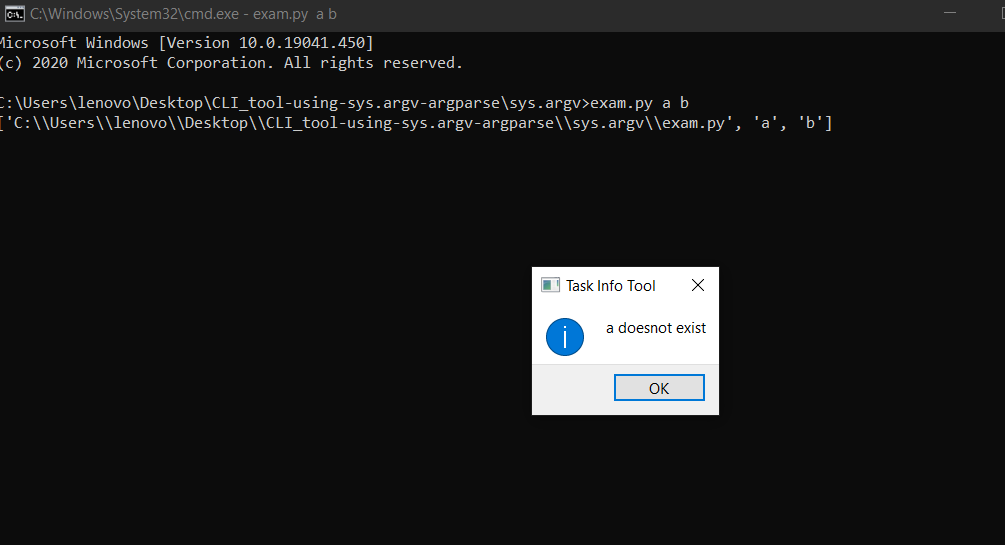 C:\Windows\System32\cmd.exe - exam.py  a b
Microsoft Windows [Version 10.0.19041.450]
(c) 2020 Microsoft Corporation. All rights reserved.
C:\Users\lenovo\Desktop\CLI_tool-using-sys.argv-argparse\sys.argv>exam.py a b
['C:\\Users\\lenovo\\Desktop\\CLI_tool-using-sys.argv-argparse\\sys.argv\\exam.py', 'a', 'b']
Task Info Tool
a doesnot exist
OK